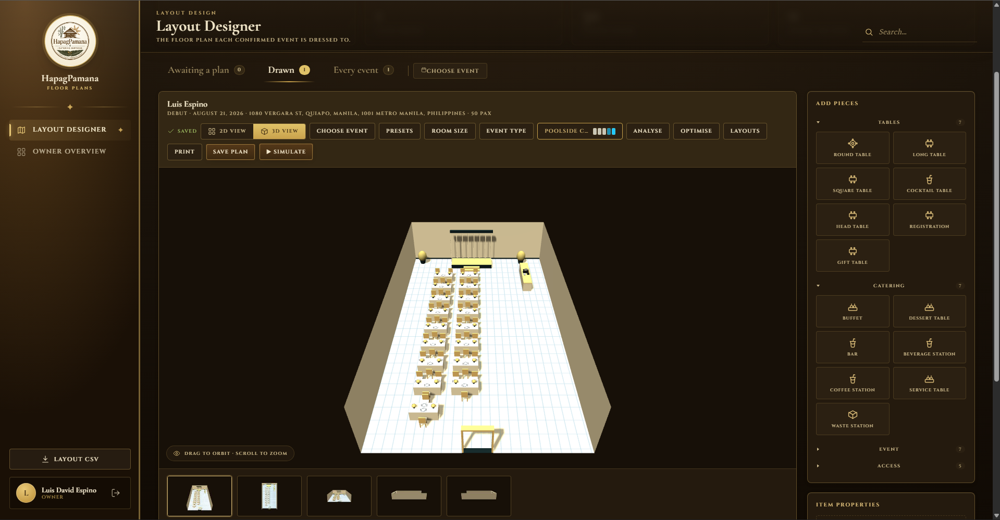 HapagPamana
CATERING SERVICES
HapagPamana
FLOOR PLANS
LAYOUT DESIGNER
OWNER OVERVIEW
LAYOUT CSV
L
Luis David Espino
OWNER
LAYOUT DESIGN
Layout Designer
THE FLOOR PLAN EACH CONFIRMED EVENT IS DRESSED TO.
Search...
Awaiting a plan 0
Drawn 1
Every event 1
CHOOSE EVENT
Luis Espino
DEBUT · AUGUST 21, 2026 · 1080 VERGARA ST, QUIAPO, MANILA, 1001 METRO MANILA, PHILIPPINES · 50 PAX
SAVED
2D VIEW
3D VIEW
CHOOSE EVENT
PRESETS
ROOM SIZE
EVENT TYPE
POOLSIDE C...
ANALYSE
OPTIMISE
LAYOUTS
PRINT
SAVE PLAN
SIMULATE
DRAG TO ORBIT · SCROLL TO ZOOM
ADD PIECES
TABLES 7
ROUND TABLE
LONG TABLE
SQUARE TABLE
COCKTAIL TABLE
HEAD TABLE
REGISTRATION
GIFT TABLE
CATERING 7
BUFFET
DESSERT TABLE
BAR
BEVERAGE STATION
COFFEE STATION
SERVICE TABLE
WASTE STATION
EVENT 7
ACCESS 5
ITEM PROPERTIES